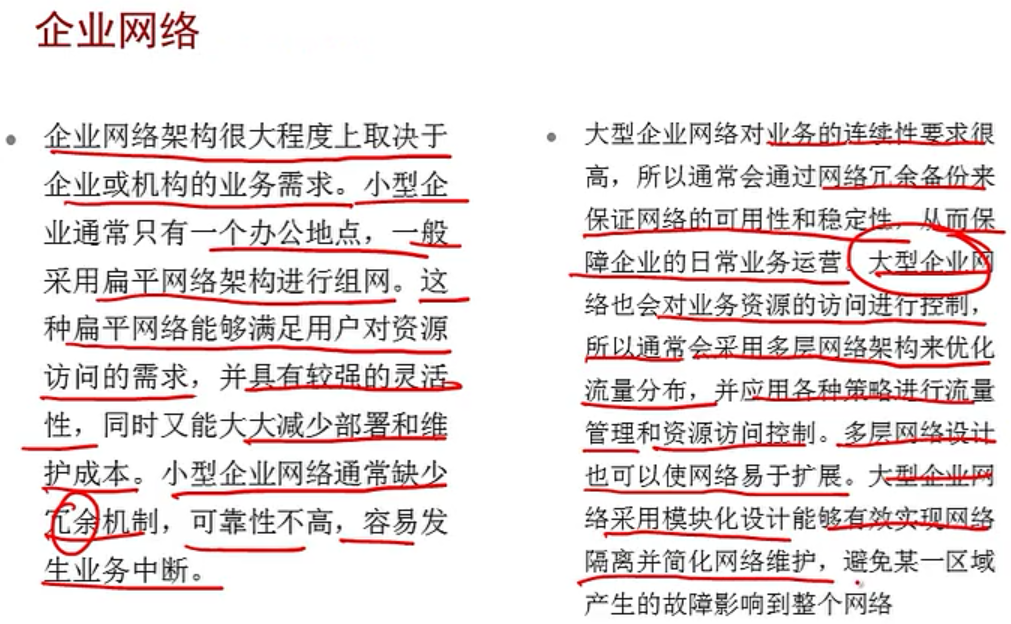 企业网络
企业网络架构很大程度上取决于
企业或机构的业务需求。小型企
业通常只有一个办公地点，一般
采用扁平网络架构进行组网。这
种扁平网络能够满足用户对资源
访问的需求，并具有较强的灵活
性，同时又能大大减少部署和维
护成本。小型企业网络通常缺少
冗余机制，可靠性不高，容易发
生业务中断。
大型企业网络对业务的连续性要求很
高，所以通常会通过网络冗余备份来
保证网络的可用性和稳定性，从而保
障企业的日常业务运营。大型企业网
络也会对业务资源的访问进行控制，
所以通常会采用多层网络架构来优化
流量分布，并应用各种策略进行流量
管理和资源访问控制。多层网络设计
也可以使网络易于扩展。大型企业网
络采用模块化设计能够有效实现网络
隔离并简化网络维护，避免某一区域
产生的故障影响到整个网络